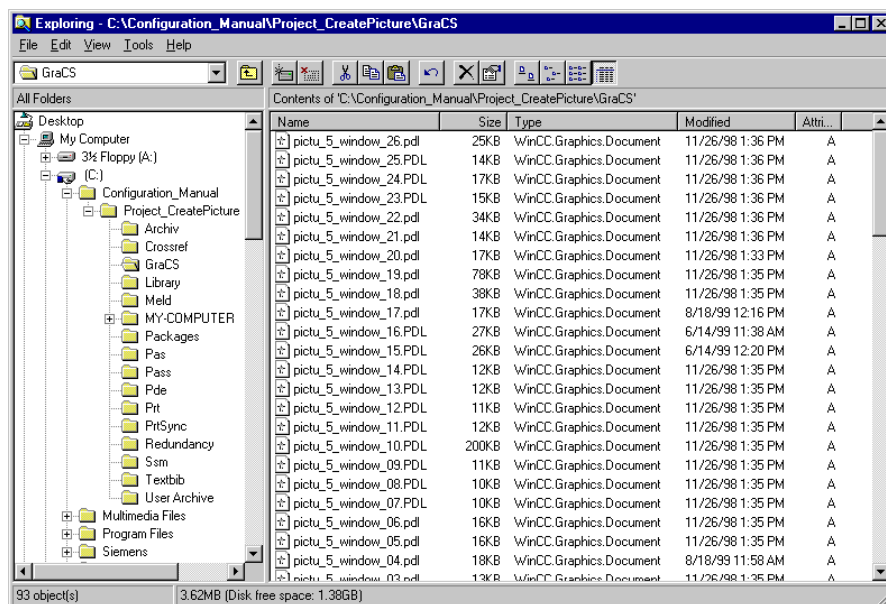 Exploring - C:\Configuration_Manual\Project_CreatePicture\GraCS
File Edit View Tools Help
GraCS
All Folders
Contents of 'C:\Configuration_Manual\Project_CreatePicture\GraCS'
Desktop
My Computer
3½ Floppy (A:)
(C:)
Configuration_Manual
Project_CreatePicture
Archiv
Crossref
GraCS
Library
Meld
MY-COMPUTER
Packages
Pas
Pass
Pde
Prt
PrtSync
Redundancy
Ssm
Textbib
User Archive
Multimedia Files
Program Files
Siemens
Name Size Type Modified Attri...
pictu_5_window_26.pdl 25KB WinCC.Graphics.Document 11/26/98 1:36 PM A
pictu_5_window_25.PDL 14KB WinCC.Graphics.Document 11/26/98 1:36 PM A
pictu_5_window_24.PDL 17KB WinCC.Graphics.Document 11/26/98 1:36 PM A
pictu_5_window_23.PDL 15KB WinCC.Graphics.Document 11/26/98 1:36 PM A
pictu_5_window_22.pdl 34KB WinCC.Graphics.Document 11/26/98 1:36 PM A
pictu_5_window_21.pdl 14KB WinCC.Graphics.Document 11/26/98 1:36 PM A
pictu_5_window_20.pdl 17KB WinCC.Graphics.Document 11/26/98 1:33 PM A
pictu_5_window_19.pdl 78KB WinCC.Graphics.Document 11/26/98 1:35 PM A
pictu_5_window_18.pdl 38KB WinCC.Graphics.Document 11/26/98 1:35 PM A
pictu_5_window_17.pdl 17KB WinCC.Graphics.Document 8/18/99 12:16 PM A
pictu_5_window_16.PDL 27KB WinCC.Graphics.Document 6/14/99 11:38 AM A
pictu_5_window_15.PDL 26KB WinCC.Graphics.Document 6/14/99 12:20 PM A
pictu_5_window_14.PDL 12KB WinCC.Graphics.Document 11/26/98 1:35 PM A
pictu_5_window_13.PDL 12KB WinCC.Graphics.Document 11/26/98 1:35 PM A
pictu_5_window_12.PDL 11KB WinCC.Graphics.Document 11/26/98 1:35 PM A
pictu_5_window_11.PDL 12KB WinCC.Graphics.Document 11/26/98 1:35 PM A
pictu_5_window_10.PDL 200KB WinCC.Graphics.Document 11/26/98 1:35 PM A
pictu_5_window_09.PDL 11KB WinCC.Graphics.Document 11/26/98 1:35 PM A
pictu_5_window_08.PDL 10KB WinCC.Graphics.Document 11/26/98 1:35 PM A
pictu_5_window_07.PDL 10KB WinCC.Graphics.Document 11/26/98 1:35 PM A
pictu_5_window_06.pdl 16KB WinCC.Graphics.Document 11/26/98 1:35 PM A
pictu_5_window_05.pdl 16KB WinCC.Graphics.Document 11/26/98 1:35 PM A
pictu_5_window_04.pdl 18KB WinCC.Graphics.Document 8/18/99 11:58 AM A
pictu_5_window_03.pdl 13KB WinCC.Graphics.Document 11/26/98 1:35 PM A
93 object(s) 3.62MB (Disk free space: 1.38GB)